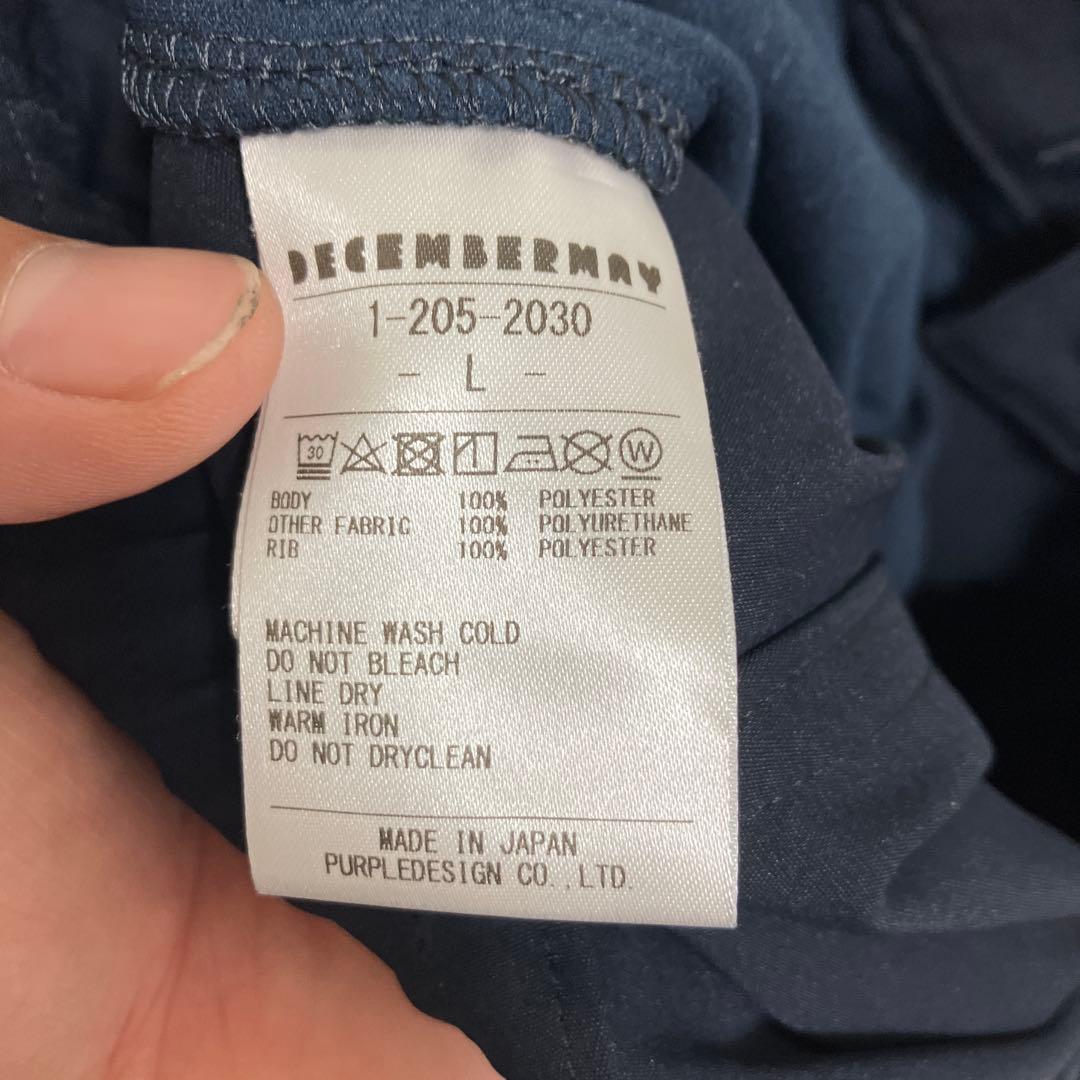 DECEMBERMAY
1-205-2030
- L -
30 W
BODY 100% POLYESTER
OTHER FABRIC 100% POLYURETHANE
RIB 100% POLYESTER
MACHINE WASH COLD
DO NOT BLEACH
LINE DRY
WARM IRON
DO NOT DRYCLEAN
MADE IN JAPAN
PURPLEDESIGN CO.,LTD.